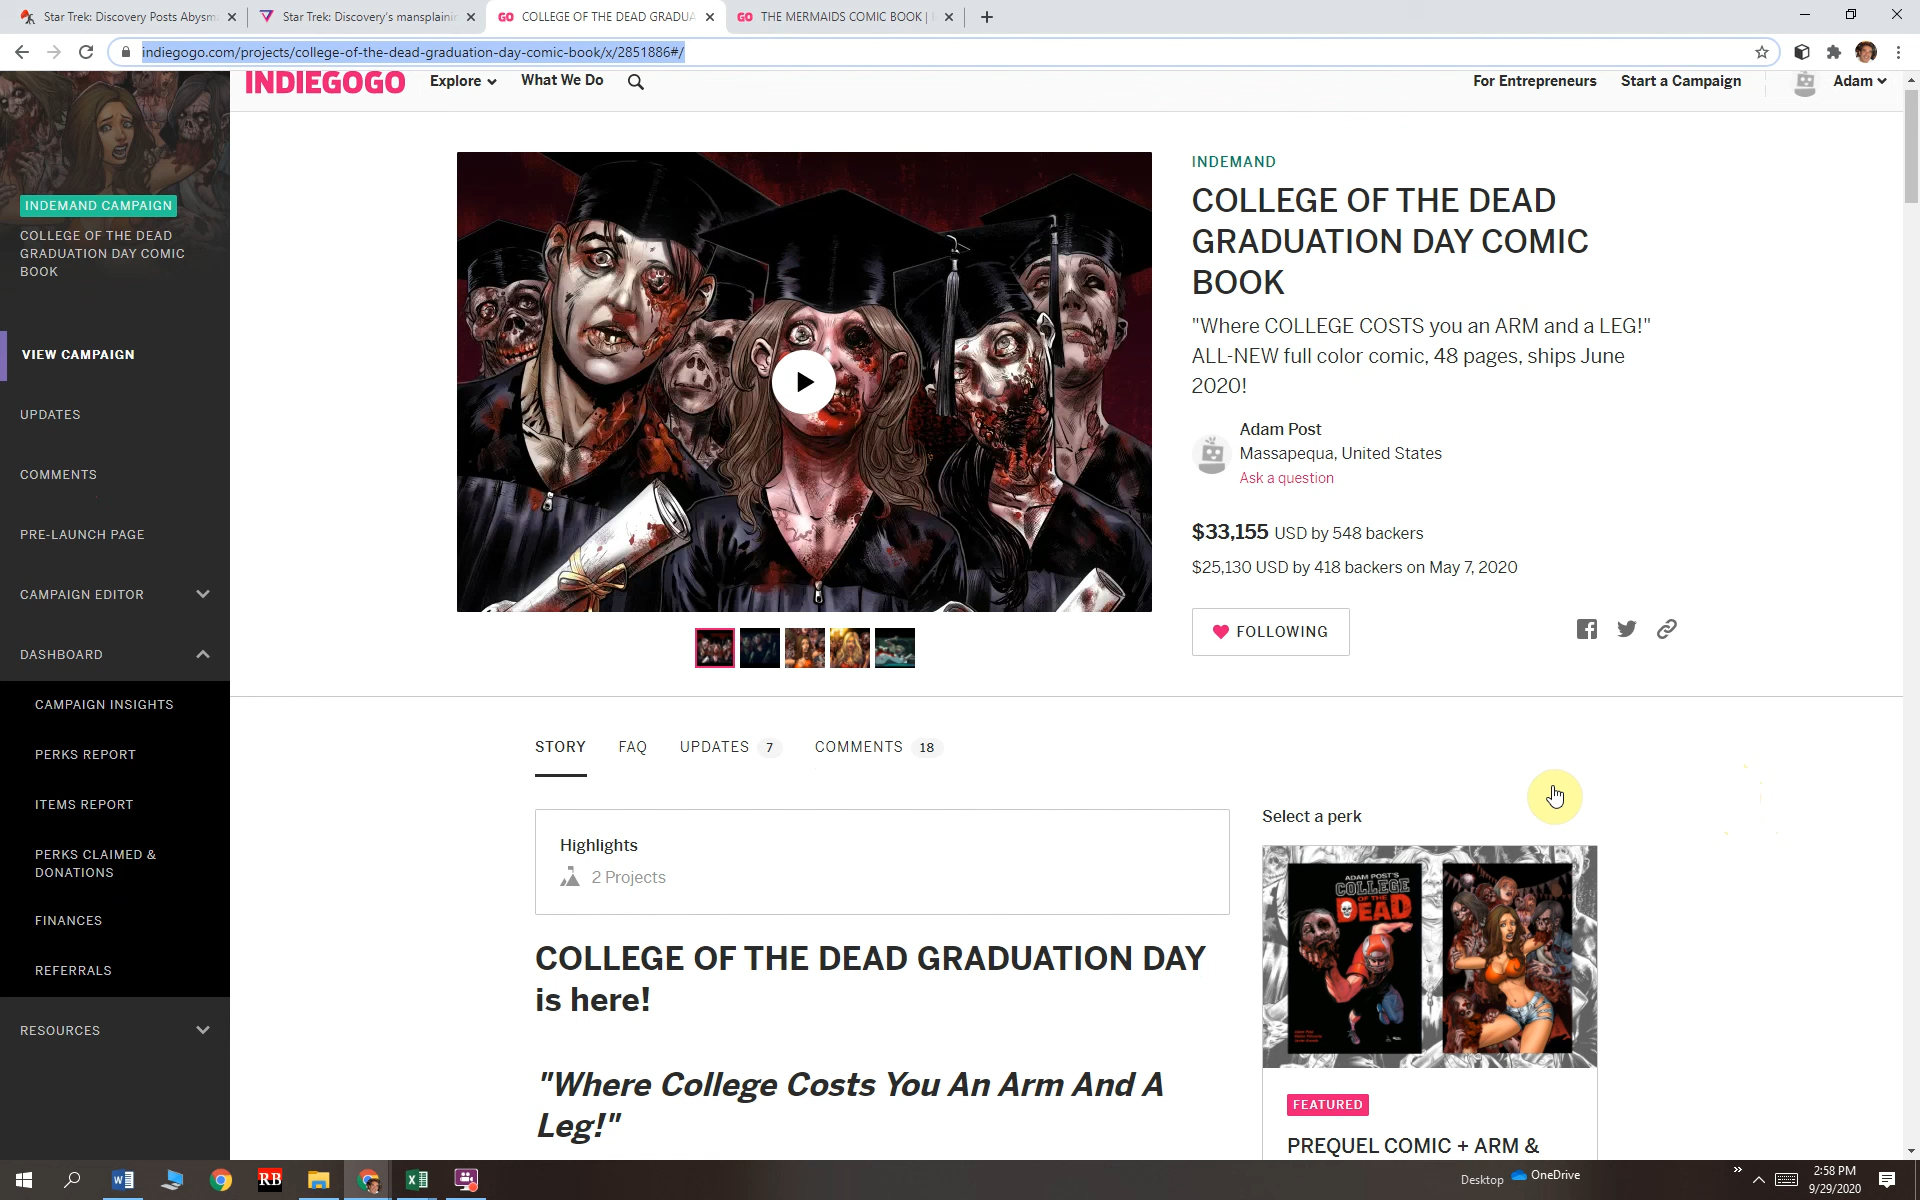 Star Trek: Discovery Posts Abysm
Star Trek: Discovery's mansplainin
GO COLLEGE OF THE DEAD GRADUA
GO THE MERMAIDS COMIC BOOK |
indiegogo.com/projects/college-of-the-dead-graduation-day-comic-book/x/2851886#/
INDIEGOGO
Explore
What We Do
For Entrepreneurs
Start a Campaign
Adam
INDEMAND CAMPAIGN
COLLEGE OF THE DEAD
GRADUATION DAY COMIC
BOOK
VIEW CAMPAIGN
UPDATES
COMMENTS
PRE-LAUNCH PAGE
CAMPAIGN EDITOR
DASHBOARD
CAMPAIGN INSIGHTS
PERKS REPORT
ITEMS REPORT
PERKS CLAIMED &
DONATIONS
FINANCES
REFERRALS
RESOURCES
INDEMAND
COLLEGE OF THE DEAD
GRADUATION DAY COMIC
BOOK
"Where COLLEGE COSTS you an ARM and a LEG!"
ALL-NEW full color comic, 48 pages, ships June
2020!
Adam Post
Massapequa, United States
Ask a question
$33,155 USD by 548 backers
$25,130 USD by 418 backers on May 7, 2020
FOLLOWING
STORY
FAQ
UPDATES 7
COMMENTS 18
Highlights
2 Projects
COLLEGE OF THE DEAD GRADUATION DAY
is here!
"Where College Costs You An Arm And A
Leg!"
Select a perk
ADAM POST'S
COLLEGE
OF THE
DEAD
FEATURED
PREQUEL COMIC + ARM &
RB
Desktop
OneDrive
2:58 PM
9/29/2020